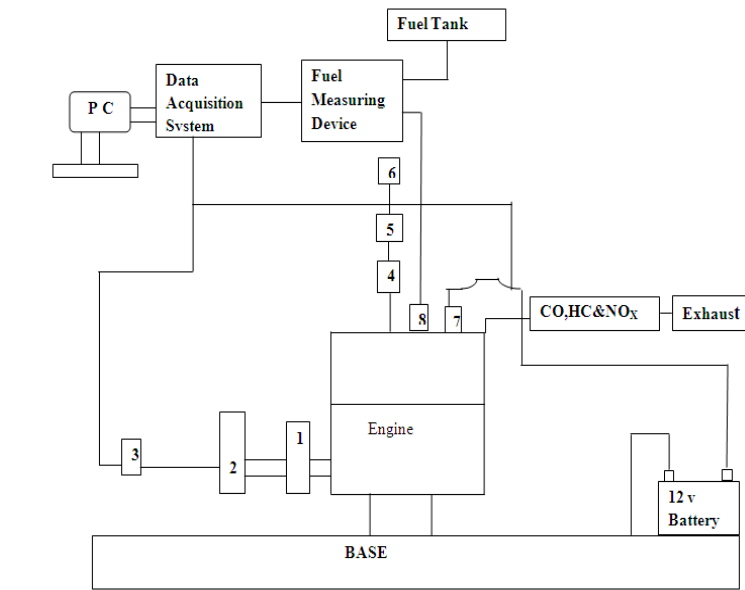 Fuel Tank
Data
Acquisition
Svstem
Fuel
Measuring
Device
P C
6
5
4
8
7
CO,HC&NOX
Exhaust
Engine
1
2
3
12 v
Battery
BASE